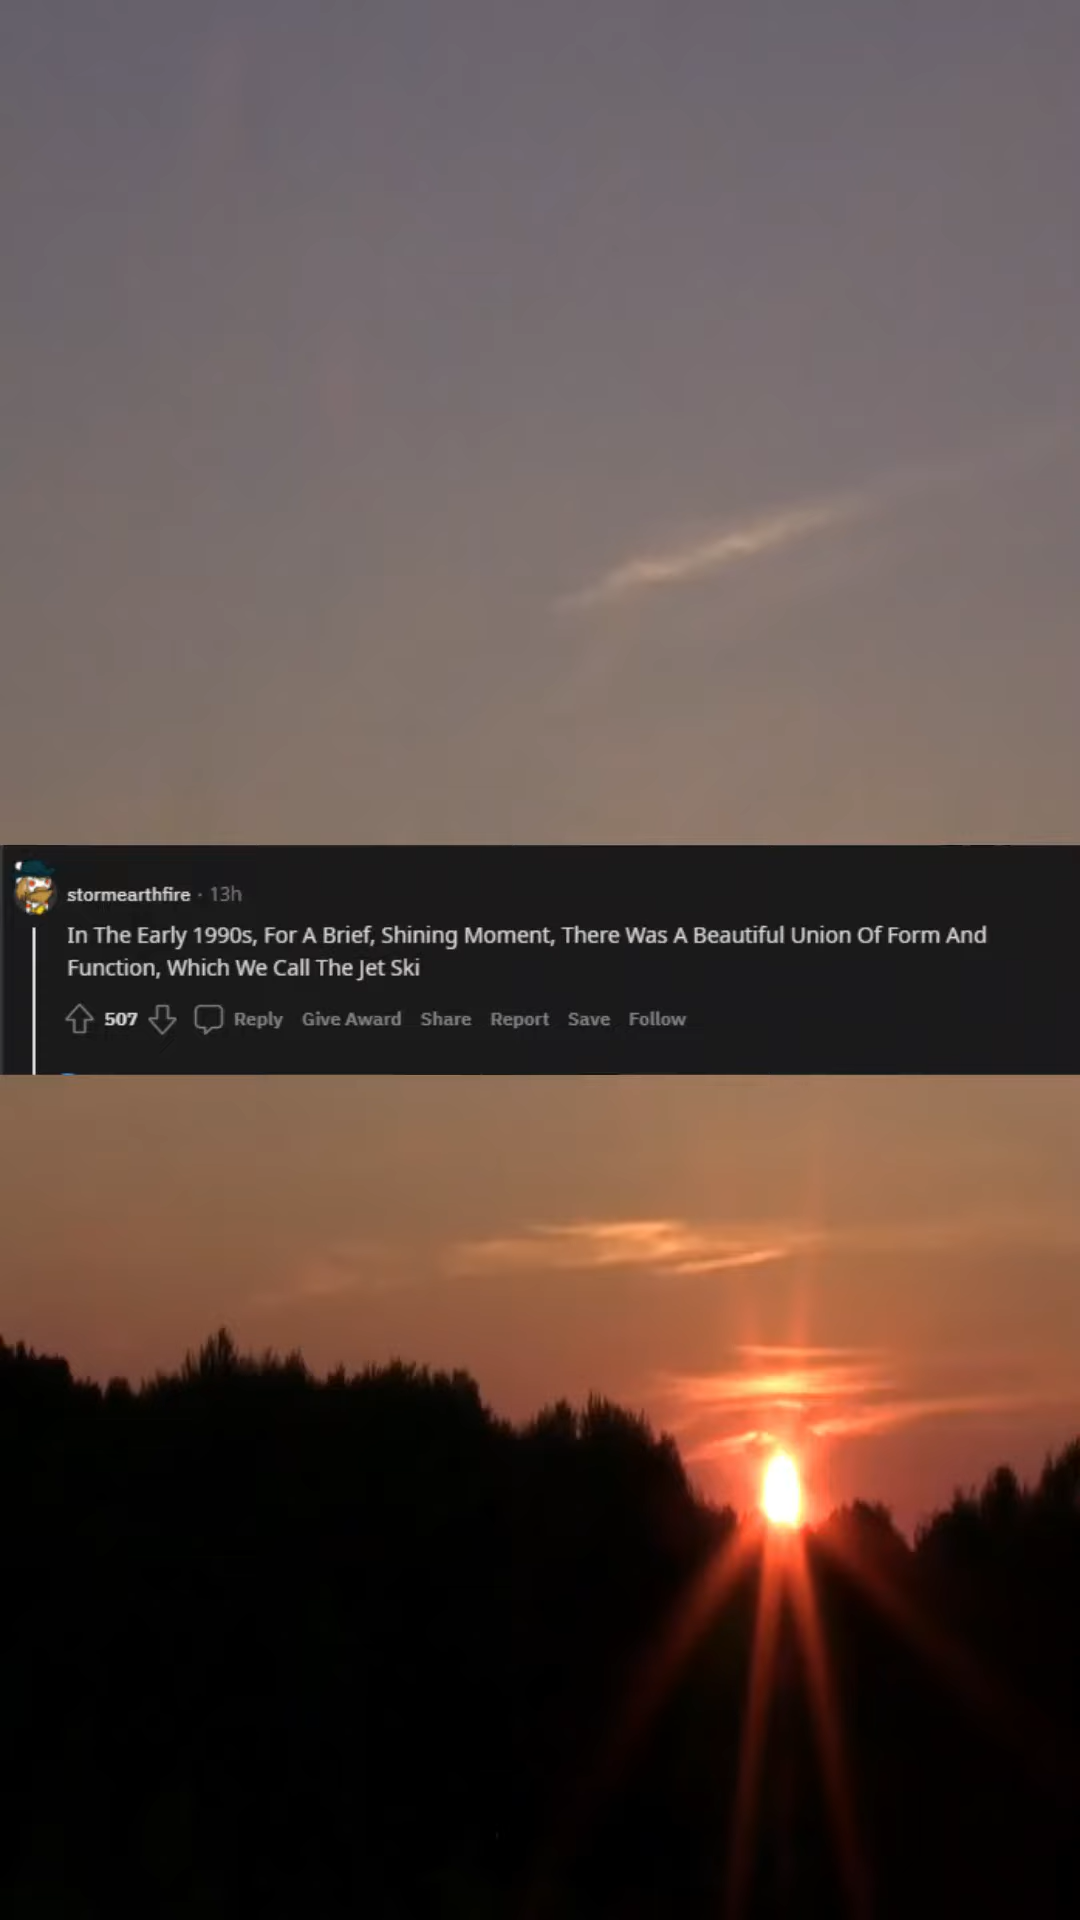 stormearthfire · 13h
In The Early 1990s, For A Brief, Shining Moment, There Was A Beautiful Union Of Form And
Function, Which We Call The Jet Ski
507 Reply Give Award Share Report Save Follow